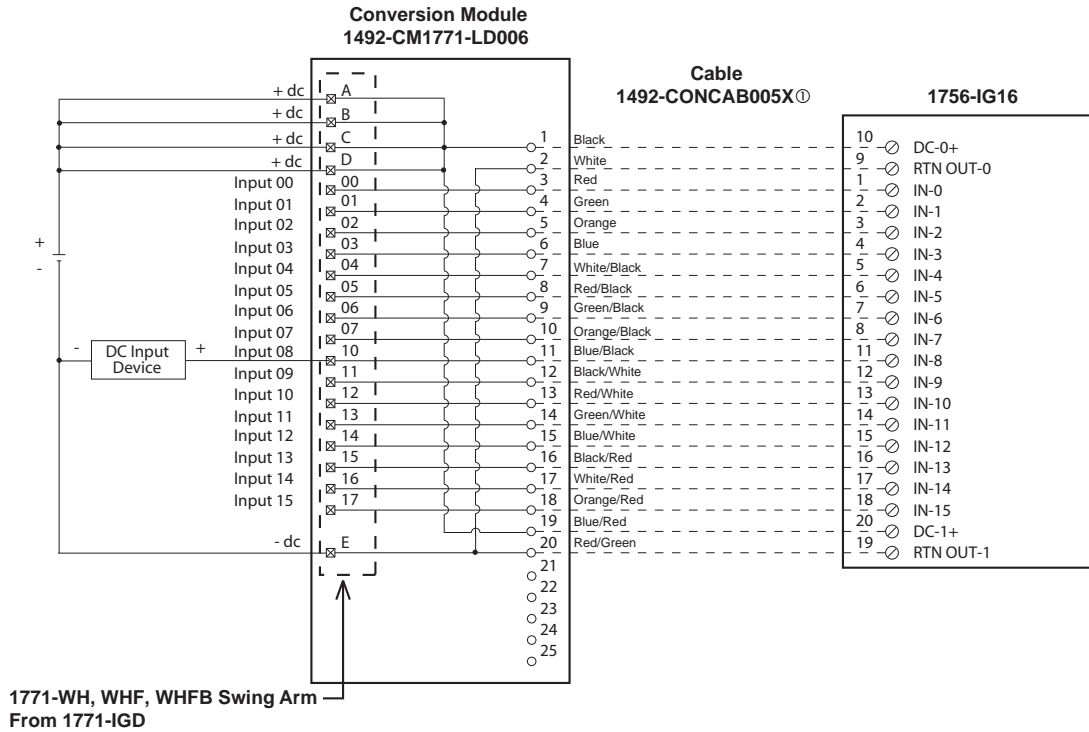 Conversion Module
1492-CM1771-LD006
Cable
1492-CONCAB005X①
1756-IG16
+ dc A
+ dc B
+ dc C
+ dc D
Input 00 00
Input 01 01
Input 02 02
Input 03 03
Input 04 04
Input 05 05
Input 06 06
Input 07 07
Input 08 10
Input 09 11
Input 10 12
Input 11 13
Input 12 14
Input 13 15
Input 14 16
Input 15 17
- dc E
+
-
- DC Input Device +
1 Black 10 DC-0+
2 White 9 RTN OUT-0
3 Red 1 IN-0
4 Green 2 IN-1
5 Orange 3 IN-2
6 Blue 4 IN-3
7 White/Black 5 IN-4
8 Red/Black 6 IN-5
9 Green/Black 7 IN-6
10 Orange/Black 8 IN-7
11 Blue/Black 11 IN-8
12 Black/White 12 IN-9
13 Red/White 13 IN-10
14 Green/White 14 IN-11
15 Blue/White 15 IN-12
16 Black/Red 16 IN-13
17 White/Red 17 IN-14
18 Orange/Red 18 IN-15
19 Blue/Red 20 DC-1+
20 Red/Green 19 RTN OUT-1
21
22
23
24
25
1771-WH, WHF, WHFB Swing Arm
From 1771-IGD